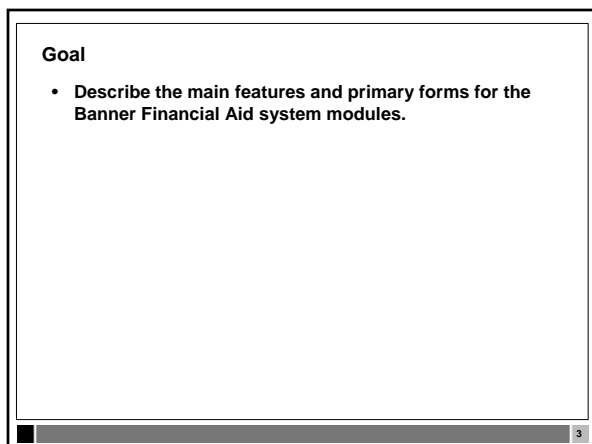 Goal
• Describe the main features and primary forms for the
Banner Financial Aid system modules.
3